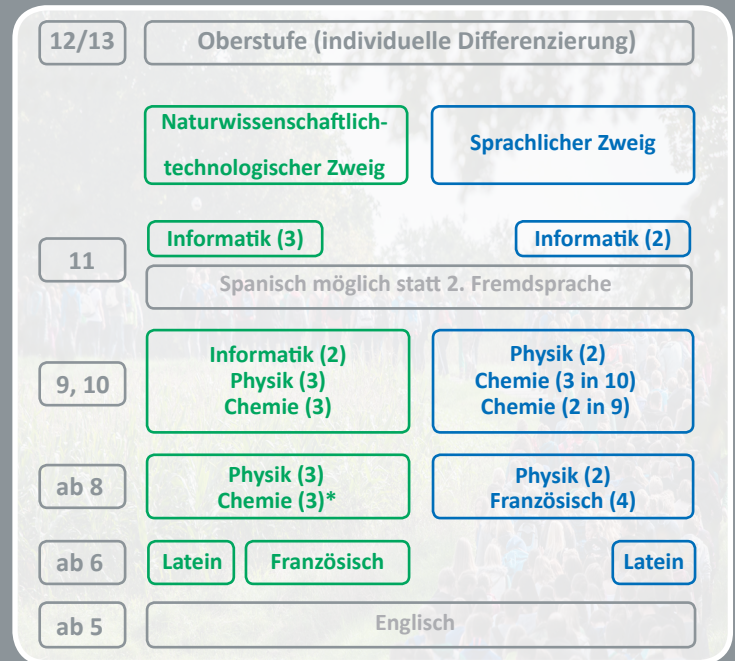 12/13
Oberstufe (individuelle Differenzierung)
Naturwissenschaftlich-
technologischer Zweig
Sprachlicher Zweig
11
Informatik (3)
Informatik (2)
Spanisch möglich statt 2. Fremdsprache
9, 10
Informatik (2)
Physik (3)
Chemie (3)
Physik (2)
Chemie (3 in 10)
Chemie (2 in 9)
ab 8
Physik (3)
Chemie (3)*
Physik (2)
Französisch (4)
ab 6
Latein
Französisch
Latein
ab 5
Englisch